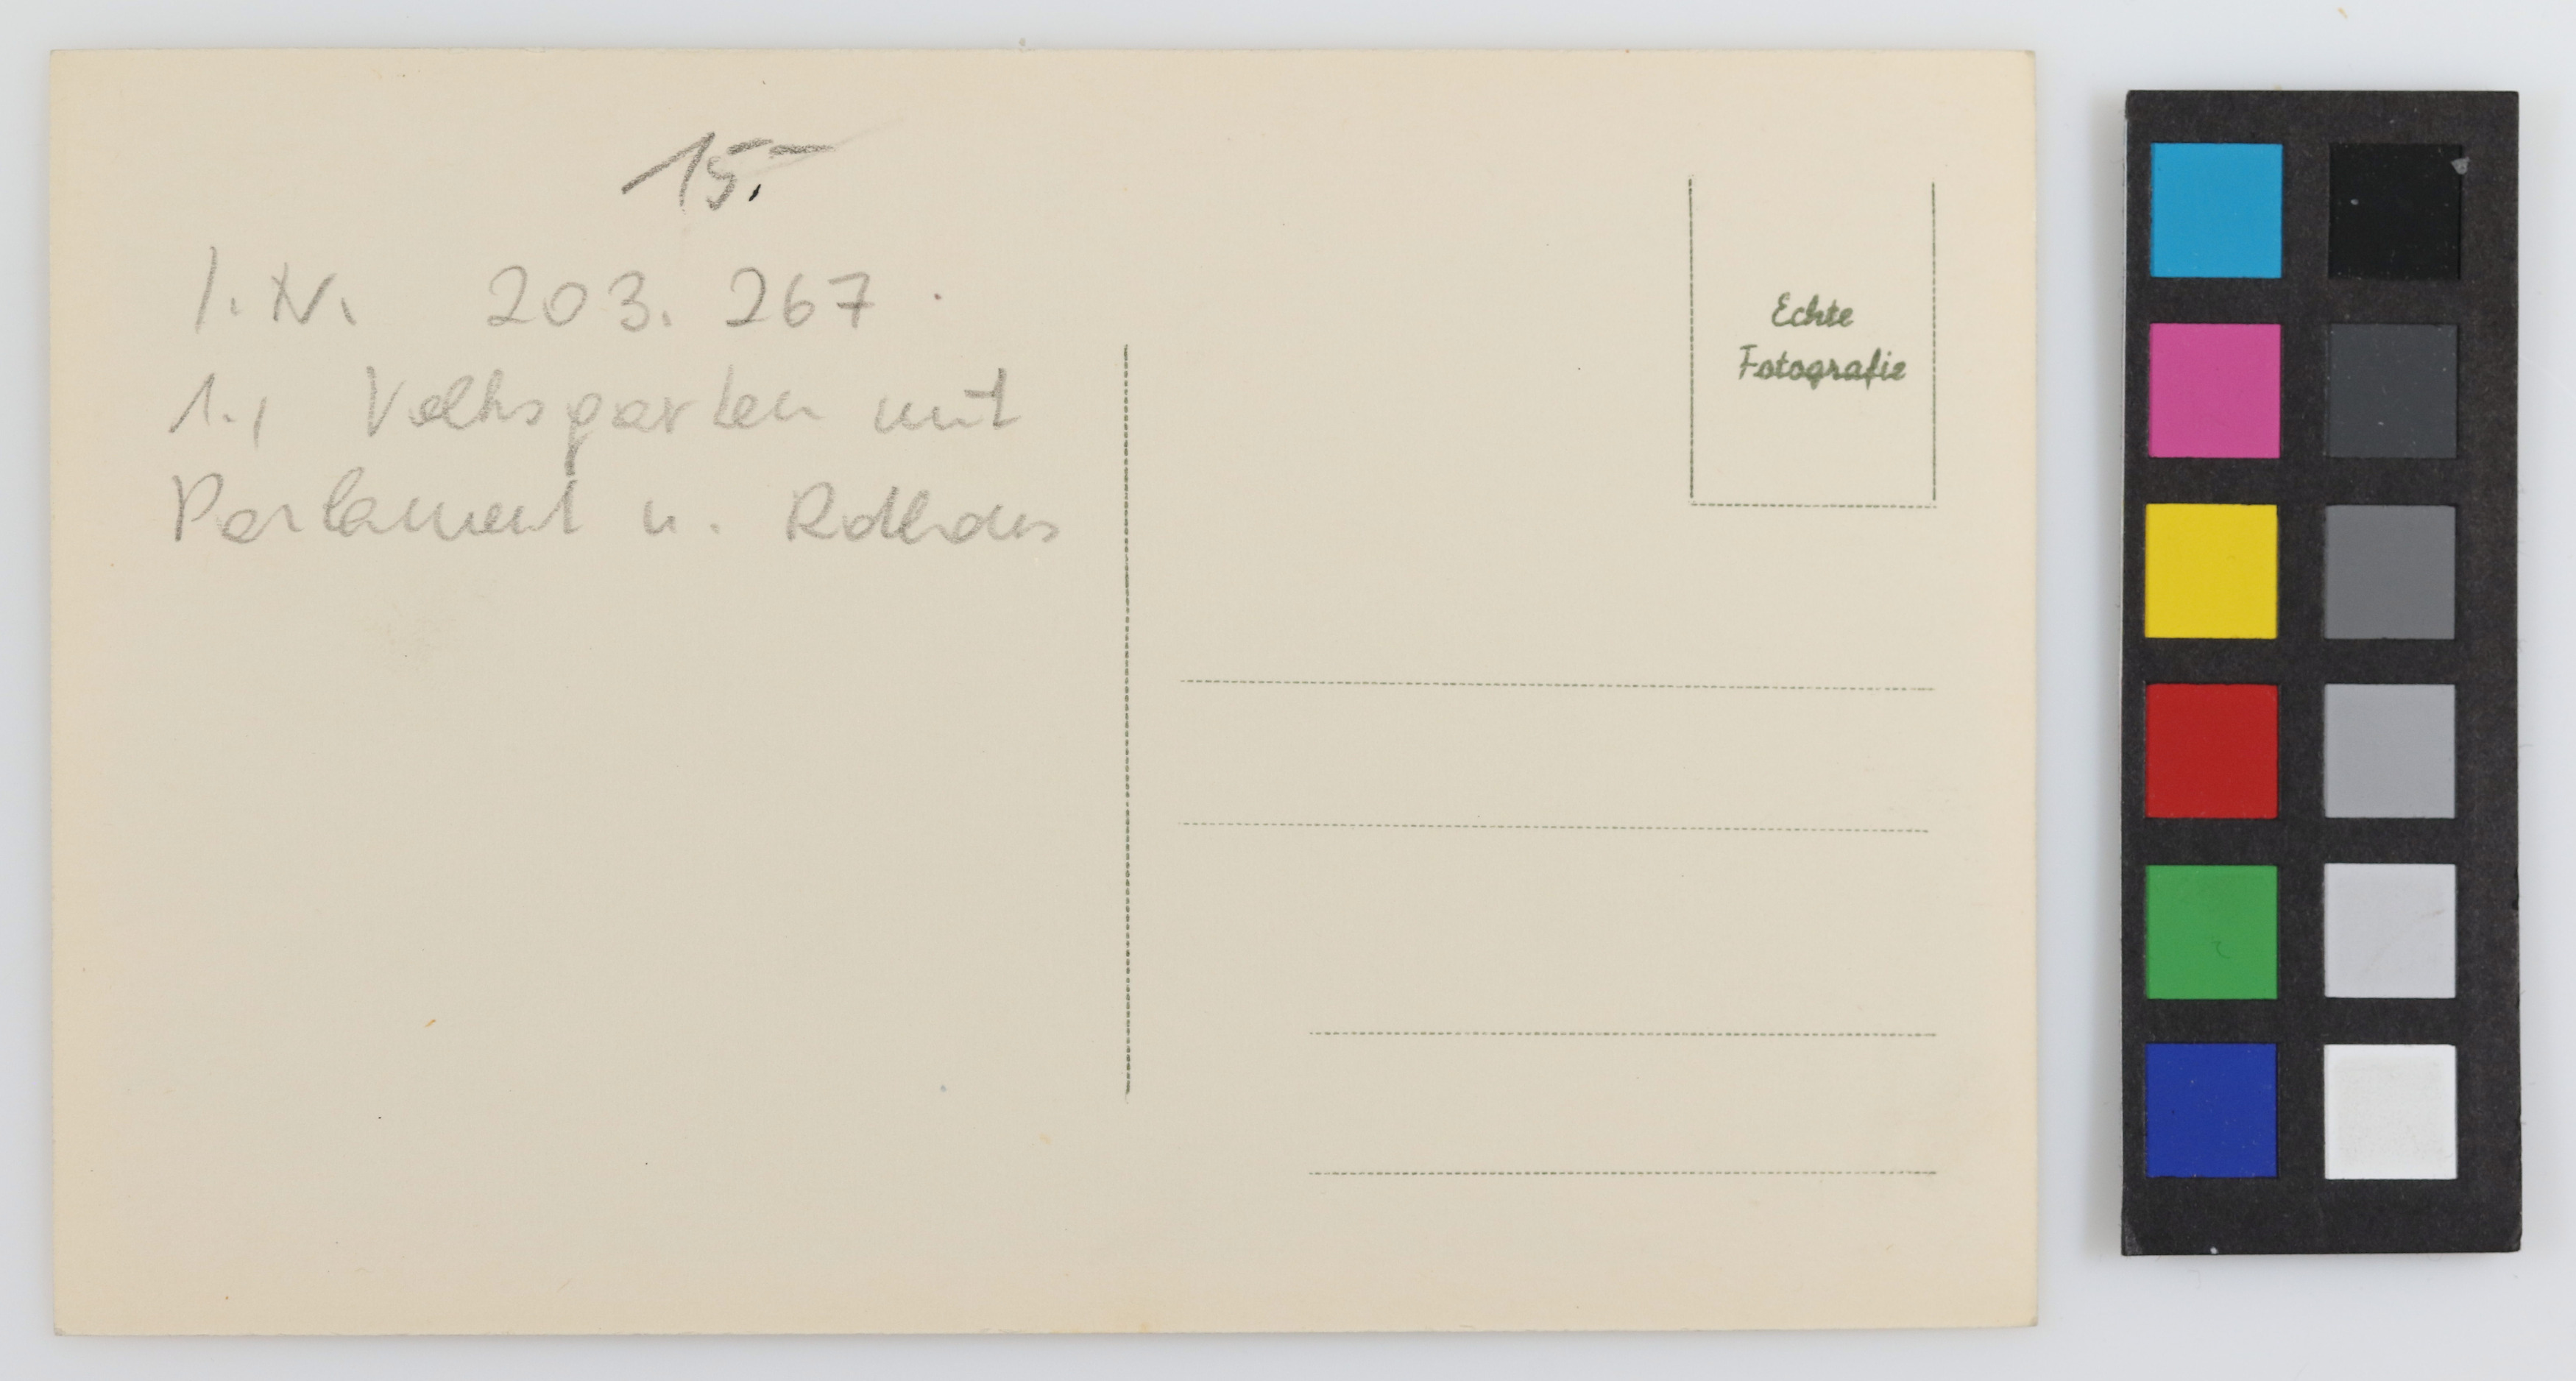 15.-
I.N. 203.267
1., Volksgarten mit
Parlament u. Rathaus
Echte
Fotografie